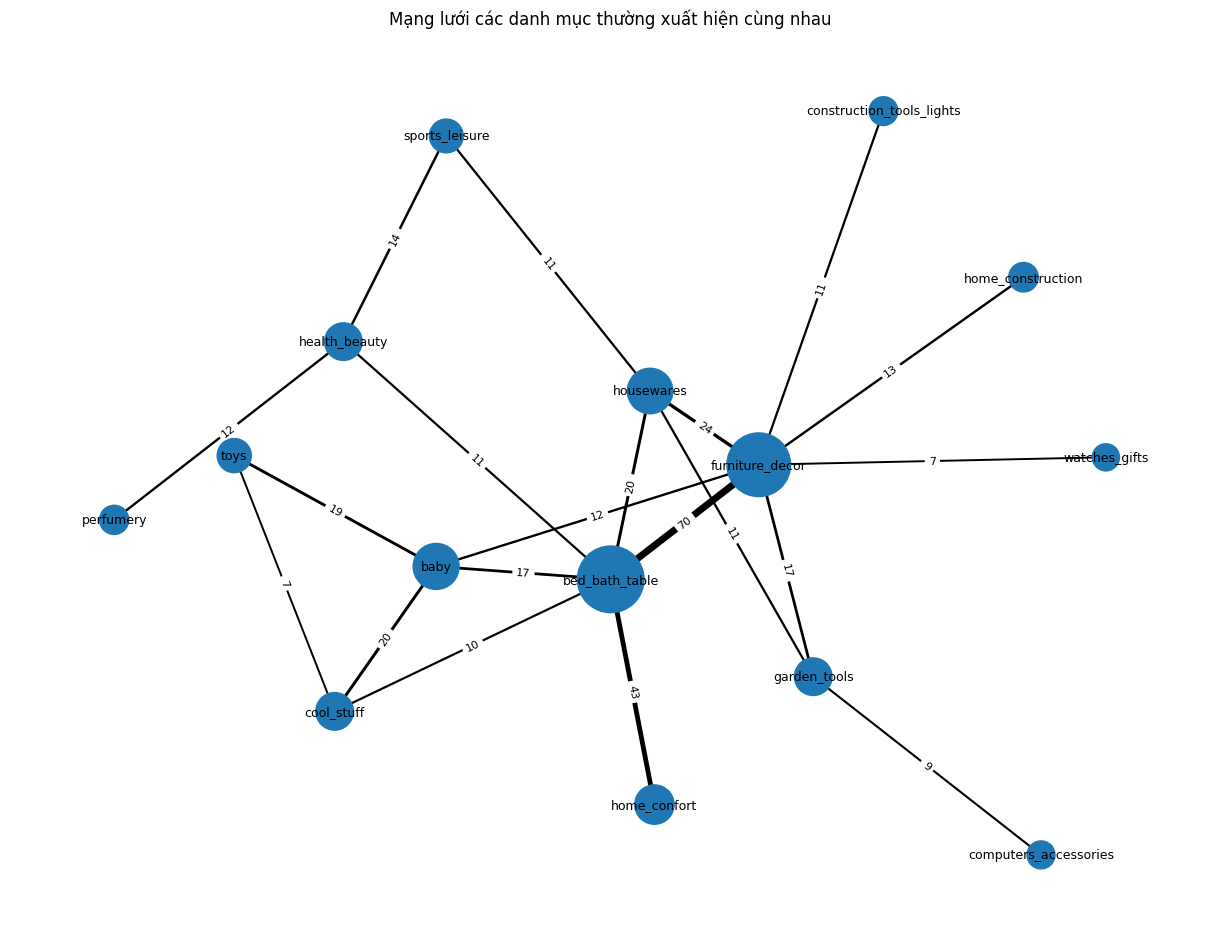 Mạng lưới các danh mục thường xuất hiện cùng nhau
construction_tools_lights
sports_leisure
14
11
home_construction
11
health_beauty
13
housewares
12
24
toys
11
furniture_decor
7
watches_gifts
20
19
perfumery
12
70
11
baby
17
bed_bath_table
17
7
20
10
garden_tools
43
cool_stuff
9
home_confort
computers_accessories